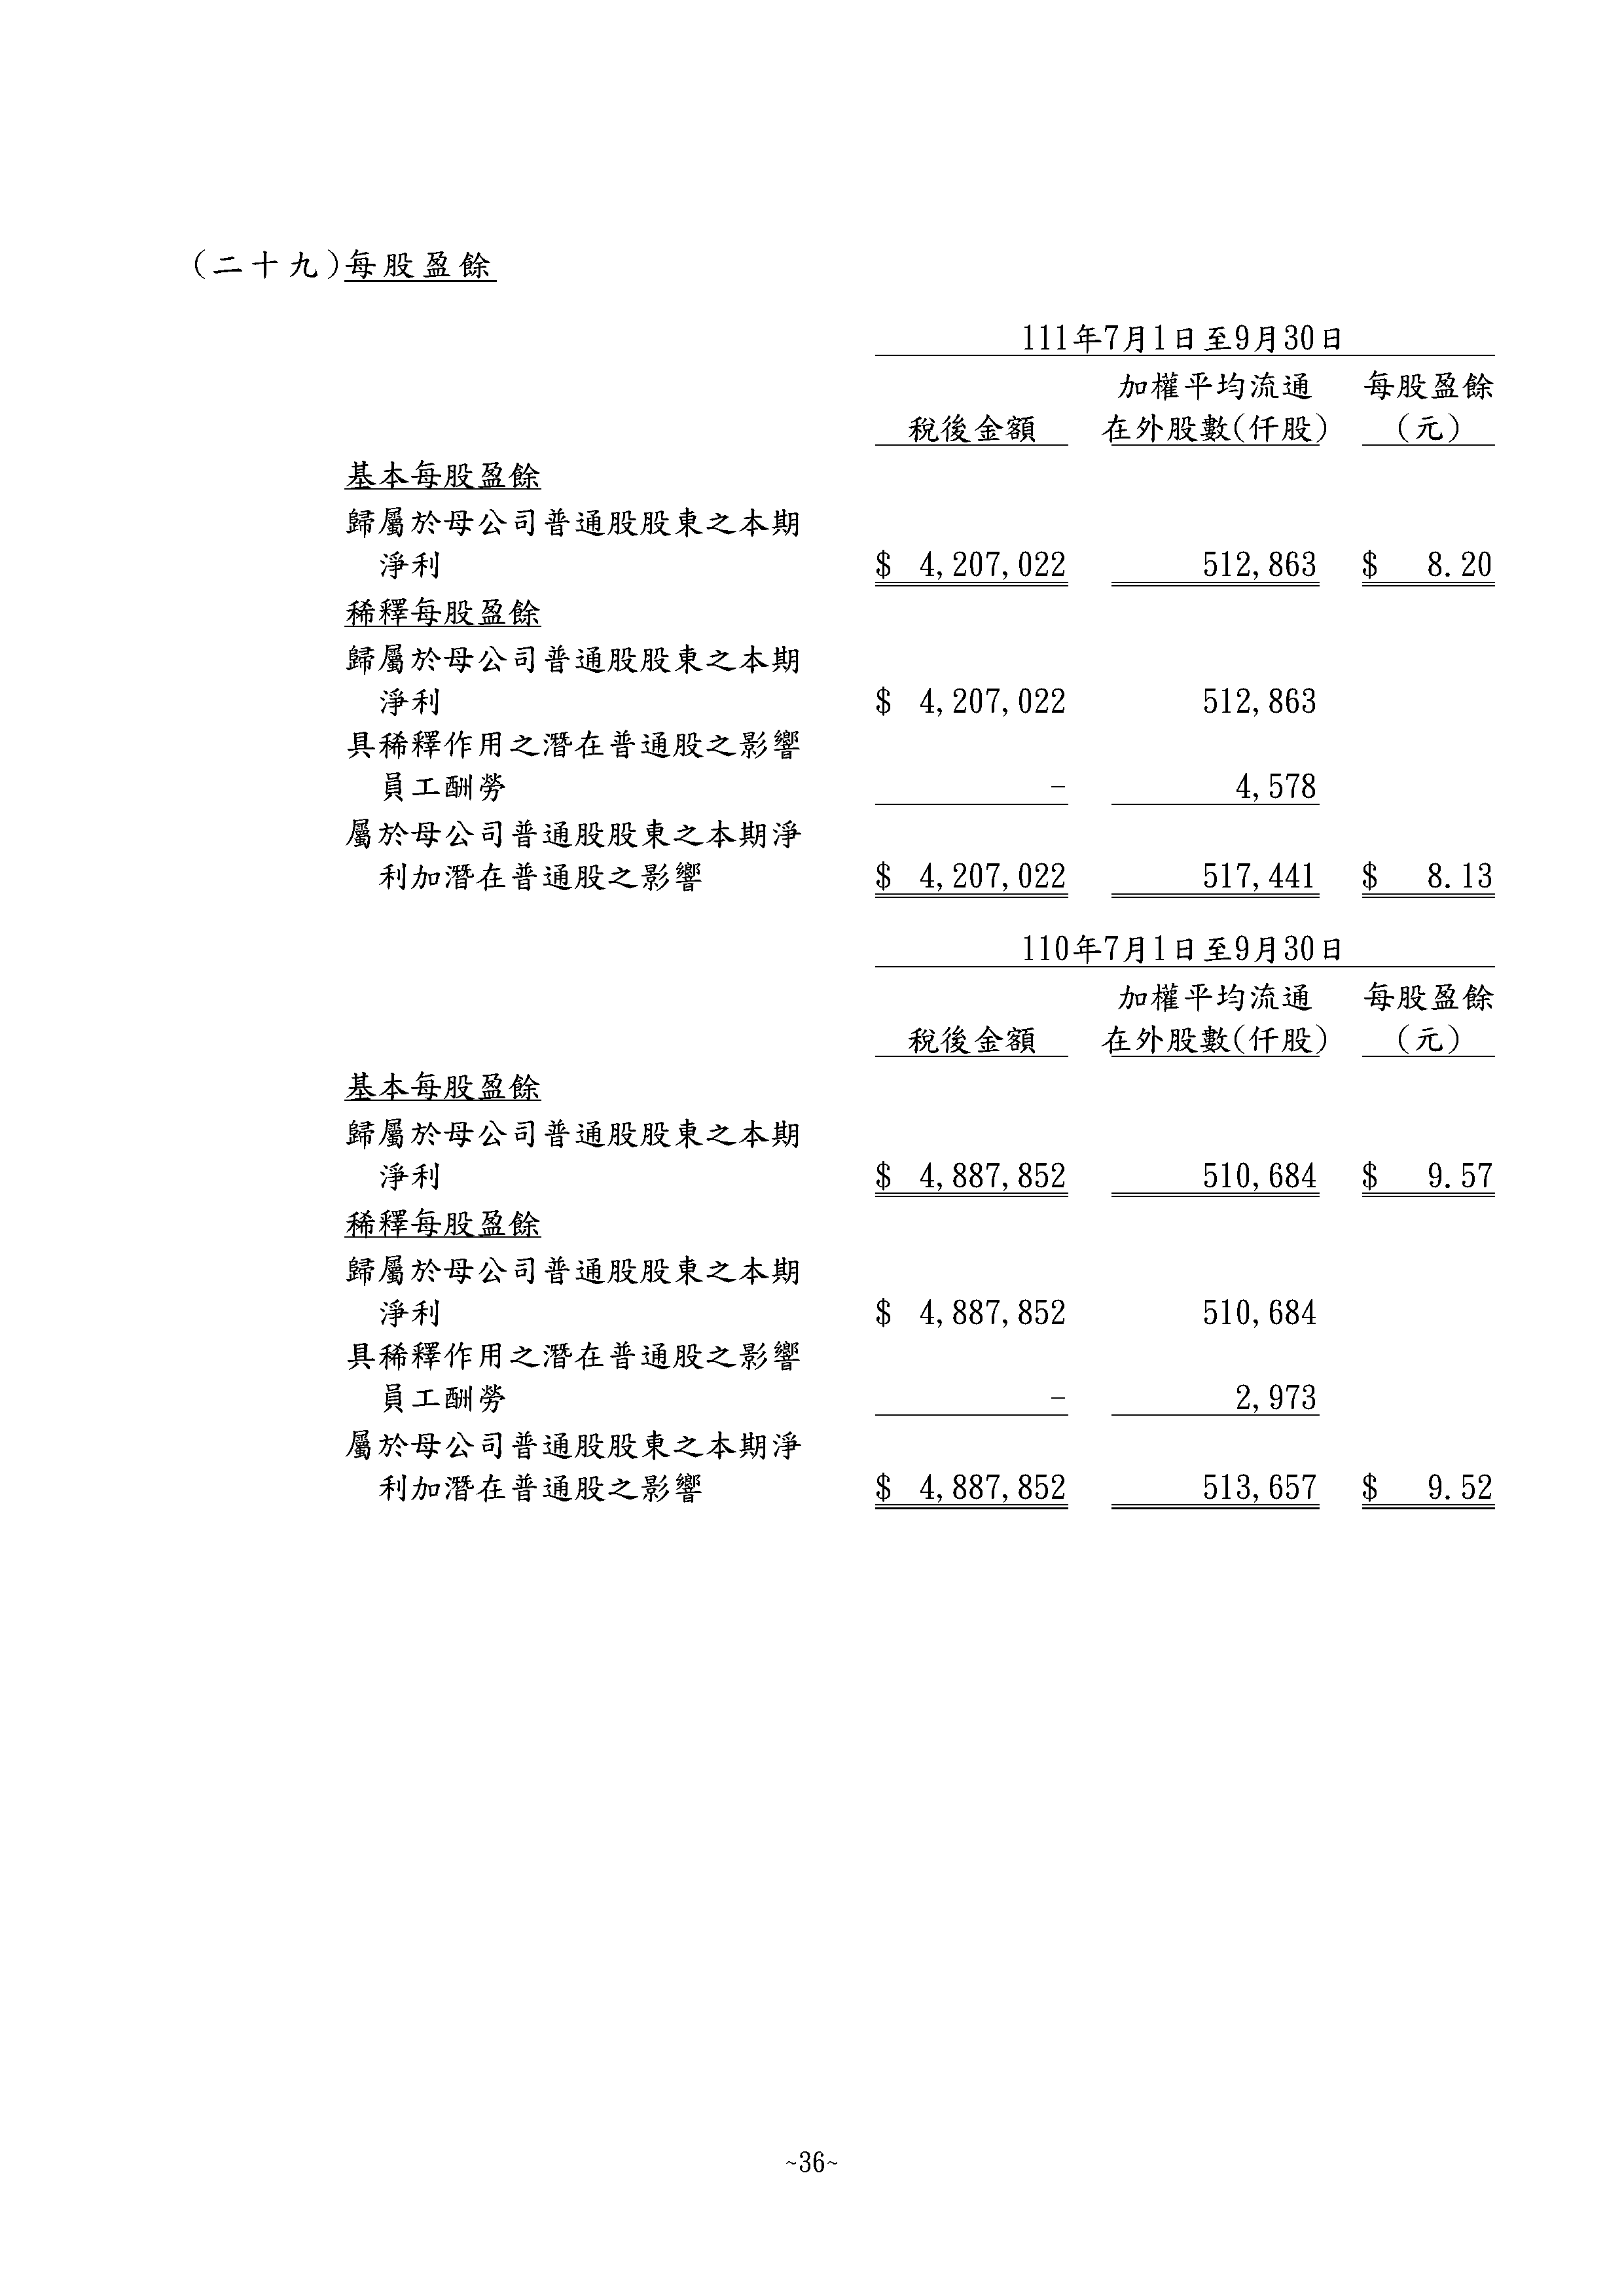 (二十九)每股盈餘
111年7月1日至9月30日
加權平均流通 每股盈餘
稅後金額 在外股數(仟股) (元)
基本每股盈餘
歸屬於母公司普通股股東之本期
淨利 $ 4,207,022 512,863 $ 8.20
稀釋每股盈餘
歸屬於母公司普通股股東之本期
淨利 $ 4,207,022 512,863
具稀釋作用之潛在普通股之影響
員工酬勞 - 4,578
屬於母公司普通股股東之本期淨
利加潛在普通股之影響 $ 4,207,022 517,441 $ 8.13
110年7月1日至9月30日
加權平均流通 每股盈餘
稅後金額 在外股數(仟股) (元)
基本每股盈餘
歸屬於母公司普通股股東之本期
淨利 $ 4,887,852 510,684 $ 9.57
稀釋每股盈餘
歸屬於母公司普通股股東之本期
淨利 $ 4,887,852 510,684
具稀釋作用之潛在普通股之影響
員工酬勞 - 2,973
屬於母公司普通股股東之本期淨
利加潛在普通股之影響 $ 4,887,852 513,657 $ 9.52
~36~